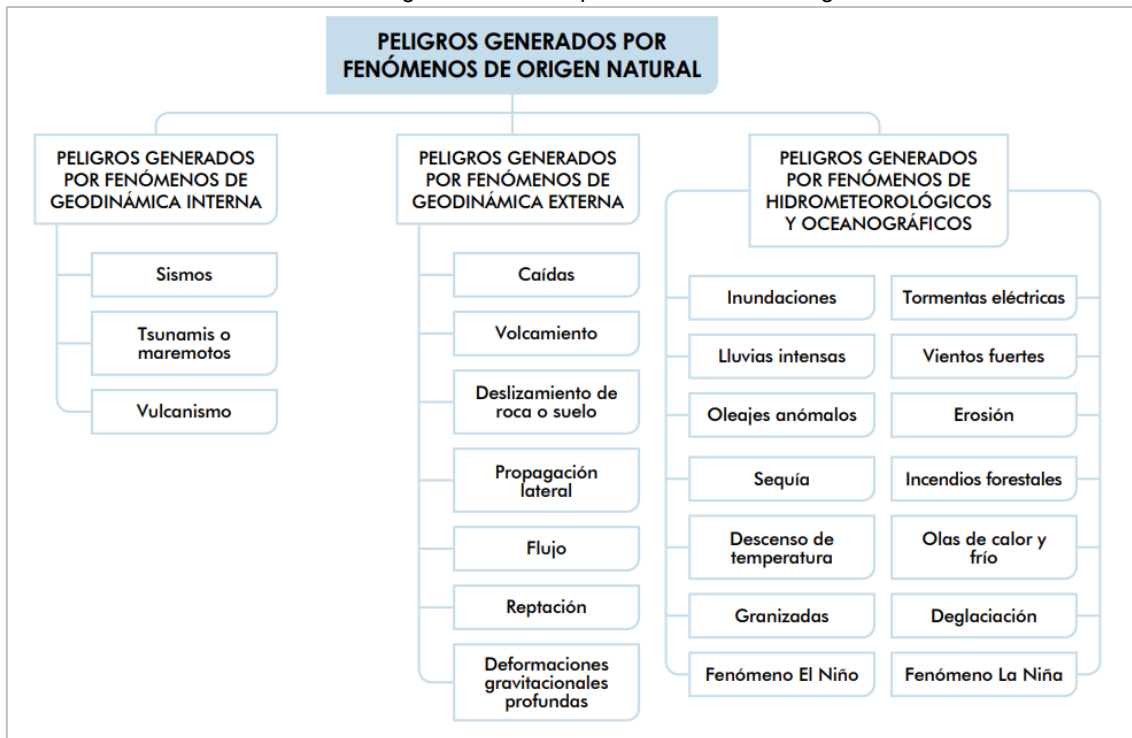 PELIGROS GENERADOS POR
FENÓMENOS DE ORIGEN NATURAL
PELIGROS GENERADOS
POR FENÓMENOS DE
GEODINÁMICA INTERNA
Sismos
Tsunamis o
maremotos
Vulcanismo
PELIGROS GENERADOS
POR FENÓMENOS DE
GEODINÁMICA EXTERNA
Caídas
Volcamiento
Deslizamiento de
roca o suelo
Propagación
lateral
Flujo
Reptación
Deformaciones
gravitacionales
profundas
PELIGROS GENERADOS
POR FENÓMENOS DE
HIDROMETEOROLÓGICOS
Y OCEANOGRÁFICOS
Inundaciones
Lluvias intensas
Oleajes anómalos
Sequía
Descenso de
temperatura
Granizadas
Fenómeno El Niño
Tormentas eléctricas
Vientos fuertes
Erosión
Incendios forestales
Olas de calor y
frío
Deglaciación
Fenómeno La Niña